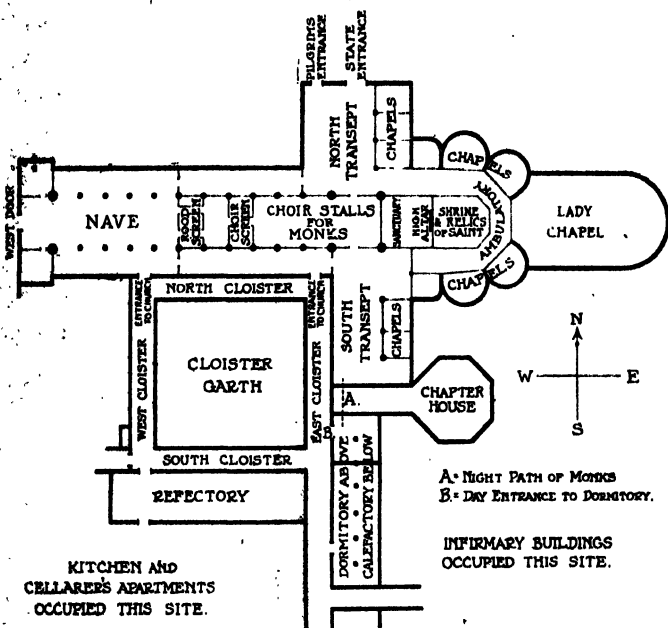 PILGRIMS
ENTRANCE
STATE
ENTRANCE
NORTH
TRANSEPT
CHAPELS
CHAPELS
WEST DOOR
NAVE
ROOD
SCREEN
CHOIR
SCREEN
CHOIR STALLS
FOR
MONKS
SANCTUARY
HIGH
ALTAR
SHRINE
& RELICS
OF SAINT
AMBULATORY
LADY
CHAPEL
CHAPELS
ENTRANCE
TO CHURCH
NORTH CLOISTER
ENTRANCE
TO CHURCH
SOUTH
TRANSEPT
CHAPELS
N
W E
S
CLOISTER
GARTH
WEST CLOISTER
EAST CLOISTER
A.
B
CHAPTER
HOUSE
SOUTH CLOISTER
REFECTORY
DORMITORY ABOVE
CALEFACTORY BELOW
A= NIGHT PATH OF MONKS
B= DAY ENTRANCE TO DORMITORY.
INFIRMARY BUILDINGS
OCCUPIED THIS SITE.
KITCHEN AND
CELLARER'S APARTMENTS
OCCUPIED THIS SITE.